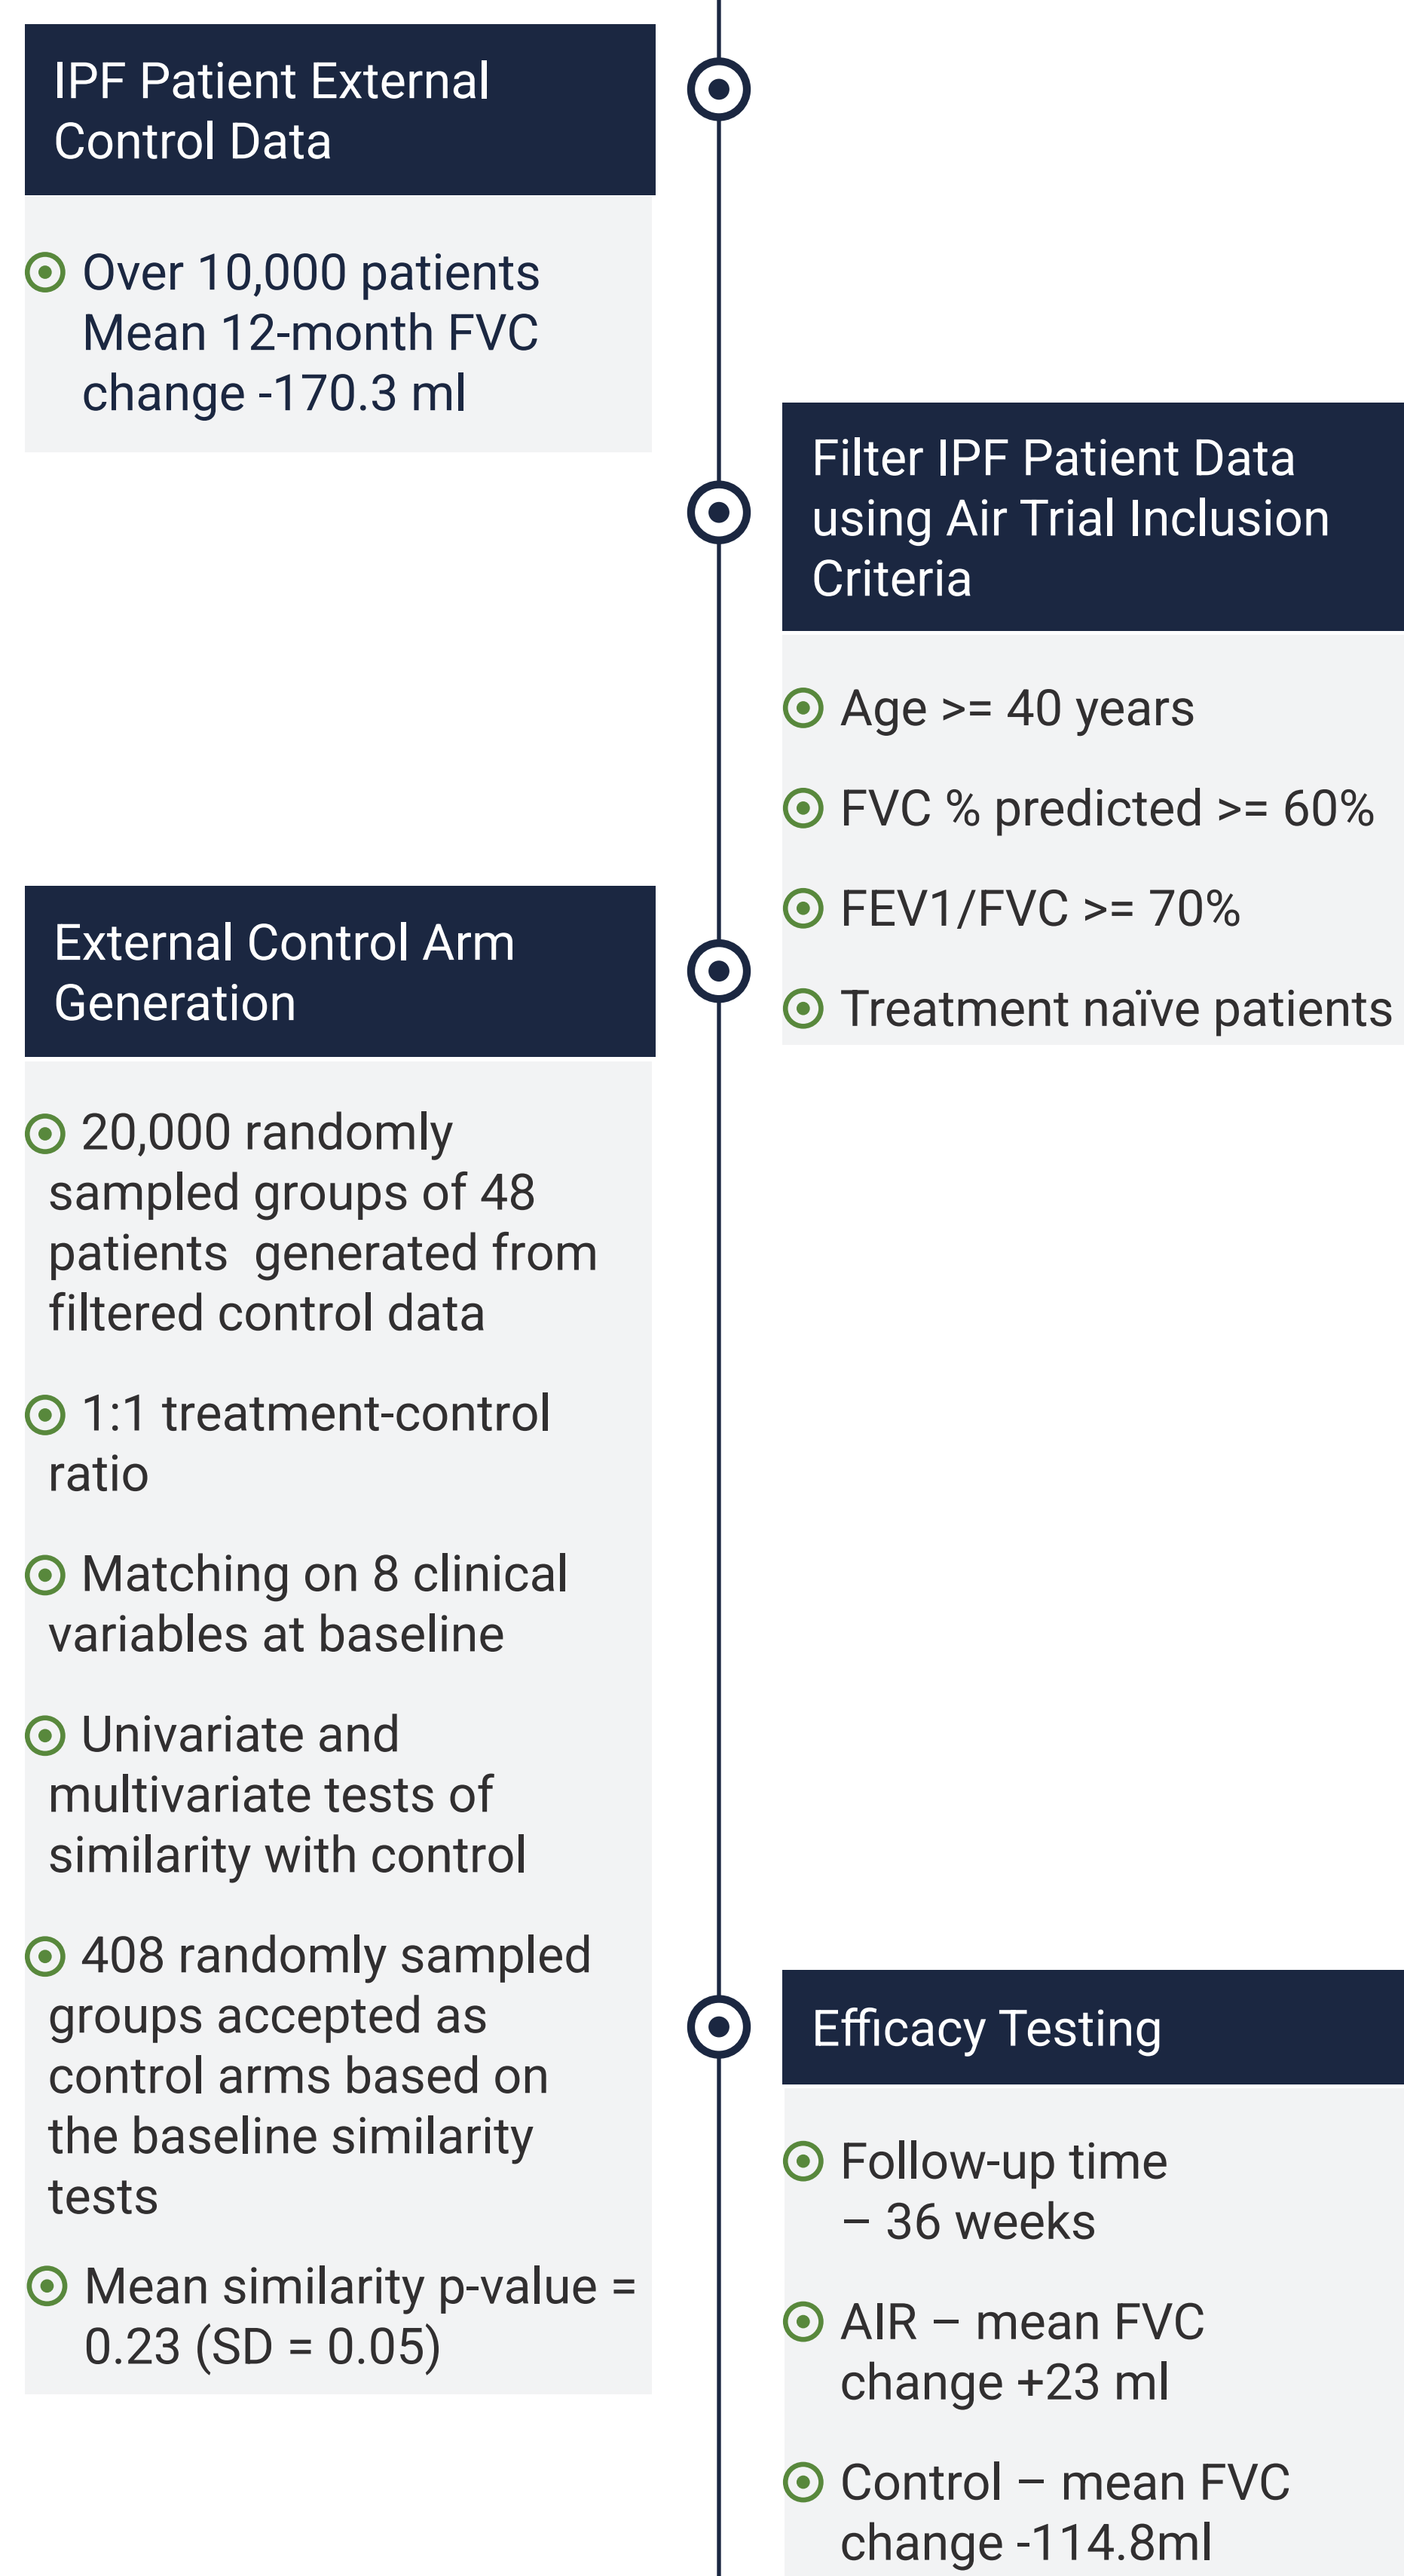 IPF Patient External
Control Data
Over 10,000 patients
Mean 12-month FVC
change -170.3 ml
Filter IPF Patient Data
using Air Trial Inclusion
Criteria
Age >= 40 years
FVC % predicted >= 60%
FEV1/FVC >= 70%
Treatment naïve patients
External Control Arm
Generation
20,000 randomly
sampled groups of 48
patients  generated from
filtered control data
1:1 treatment-control
ratio
Matching on 8 clinical
variables at baseline
Univariate and
multivariate tests of
similarity with control
408 randomly sampled
groups accepted as
control arms based on
the baseline similarity
tests
Mean similarity p-value =
0.23 (SD = 0.05)
Efficacy Testing
Follow-up time
– 36 weeks
AIR – mean FVC
change +23 ml
Control – mean FVC
change -114.8ml